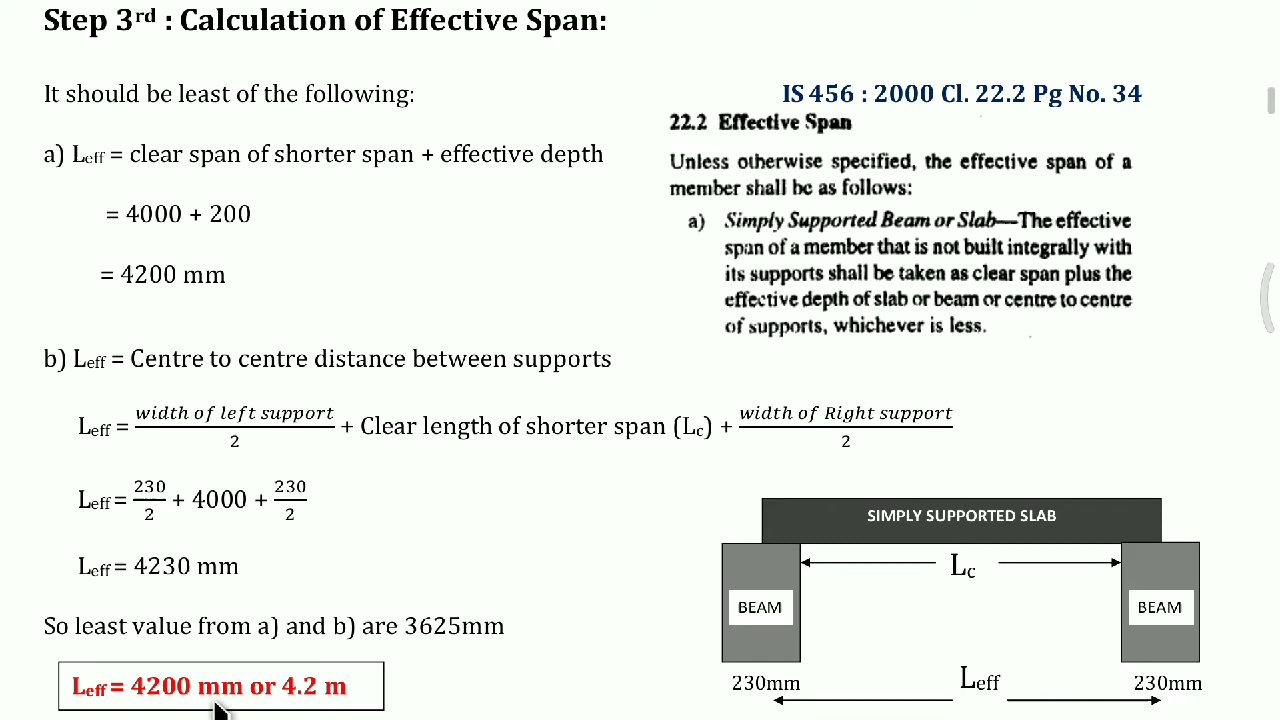 Step 3rd : Calculation of Effective Span:
It should be least of the following:
a) Leff = clear span of shorter span + effective depth
= 4000 + 200
= 4200 mm
IS 456 : 2000 Cl. 22.2 Pg No. 34
22.2 Effective Span
Unless otherwise specified, the effective span of a
member shall be as follows:
a) Simply Supported Beam or Slab—The effective
span of a member that is not built integrally with
its supports shall be taken as clear span plus the
effective depth of slab or beam or centre to centre
of supports, whichever is less.
b) Leff = Centre to centre distance between supports
Leff = width of left support/2 + Clear length of shorter span (Lc) + width of Right support/2
Leff = 230/2 + 4000 + 230/2
Leff = 4230 mm
So least value from a) and b) are 3625mm
Leff = 4200 mm or 4.2 m
SIMPLY SUPPORTED SLAB
Lc
BEAM
BEAM
230mm
Leff
230mm